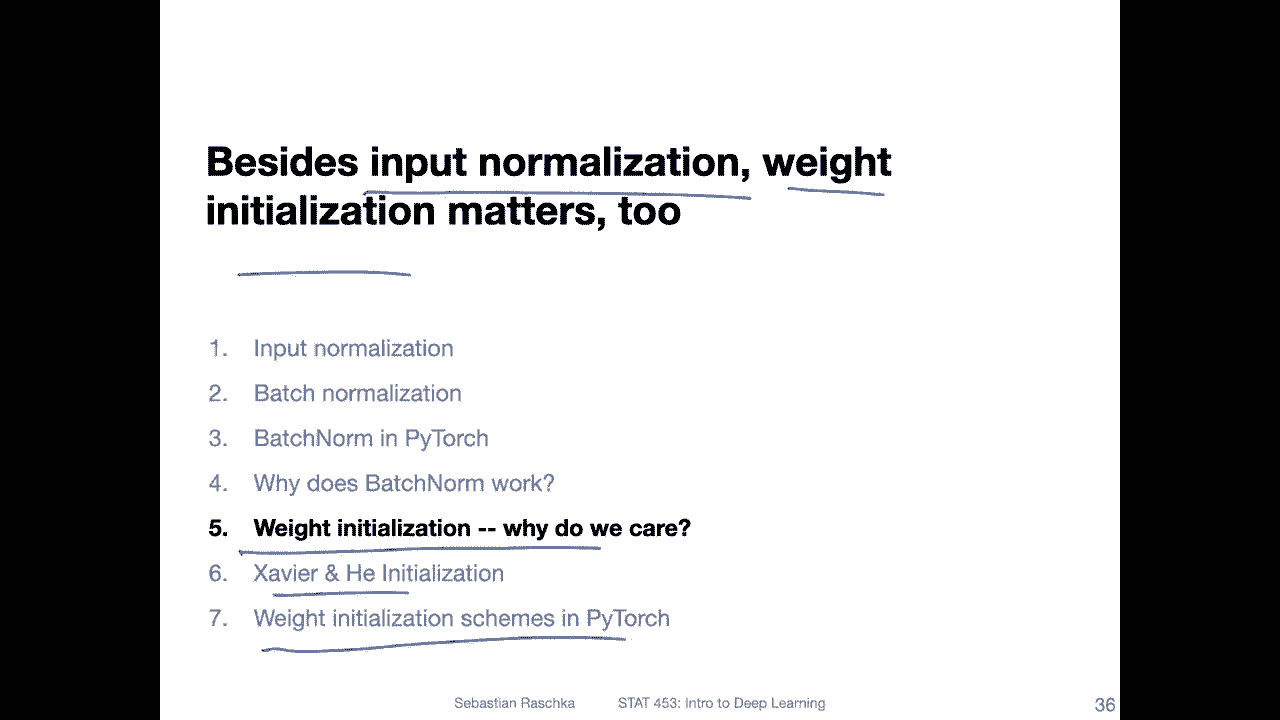 Besides input normalization, weight
initialization matters, too
1. Input normalization
2. Batch normalization
3. BatchNorm in PyTorch
4. Why does BatchNorm work?
5. Weight initialization -- why do we care?
6. Xavier & He Initialization
7. Weight initialization schemes in PyTorch
Sebastian Raschka STAT 453: Intro to Deep Learning 36